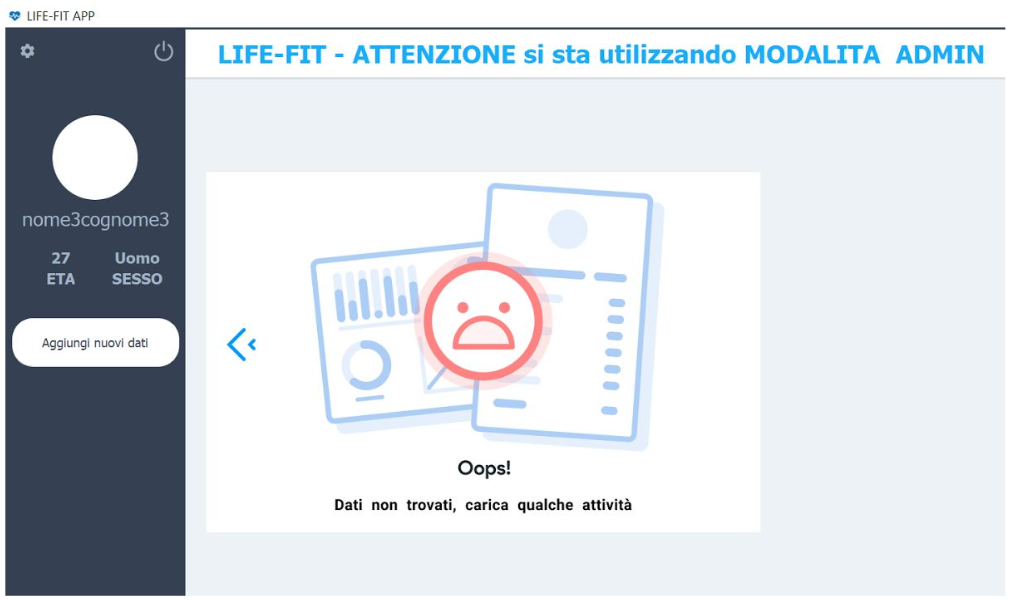 LIFE-FIT APP
LIFE-FIT - ATTENZIONE si sta utilizzando MODALITA ADMIN
nome3cognome3
27 Uomo
ETA SESSO
Aggiungi nuovi dati
Oops!
Dati non trovati, carica qualche attività